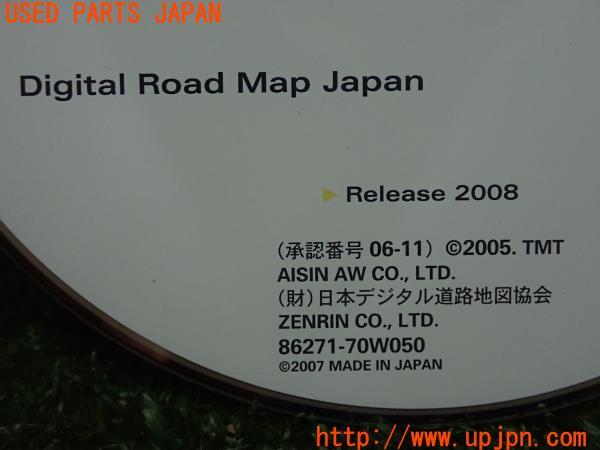 USED PARTS JAPAN
Digital Road Map Japan
Release 2008
(承認番号 06-11) ©2005. TMT
AISIN AW CO., LTD.
(財)日本デジタル道路地図協会
ZENRIN CO., LTD.
86271-70W050
©2007 MADE IN JAPAN
http://www.upjpn.com/